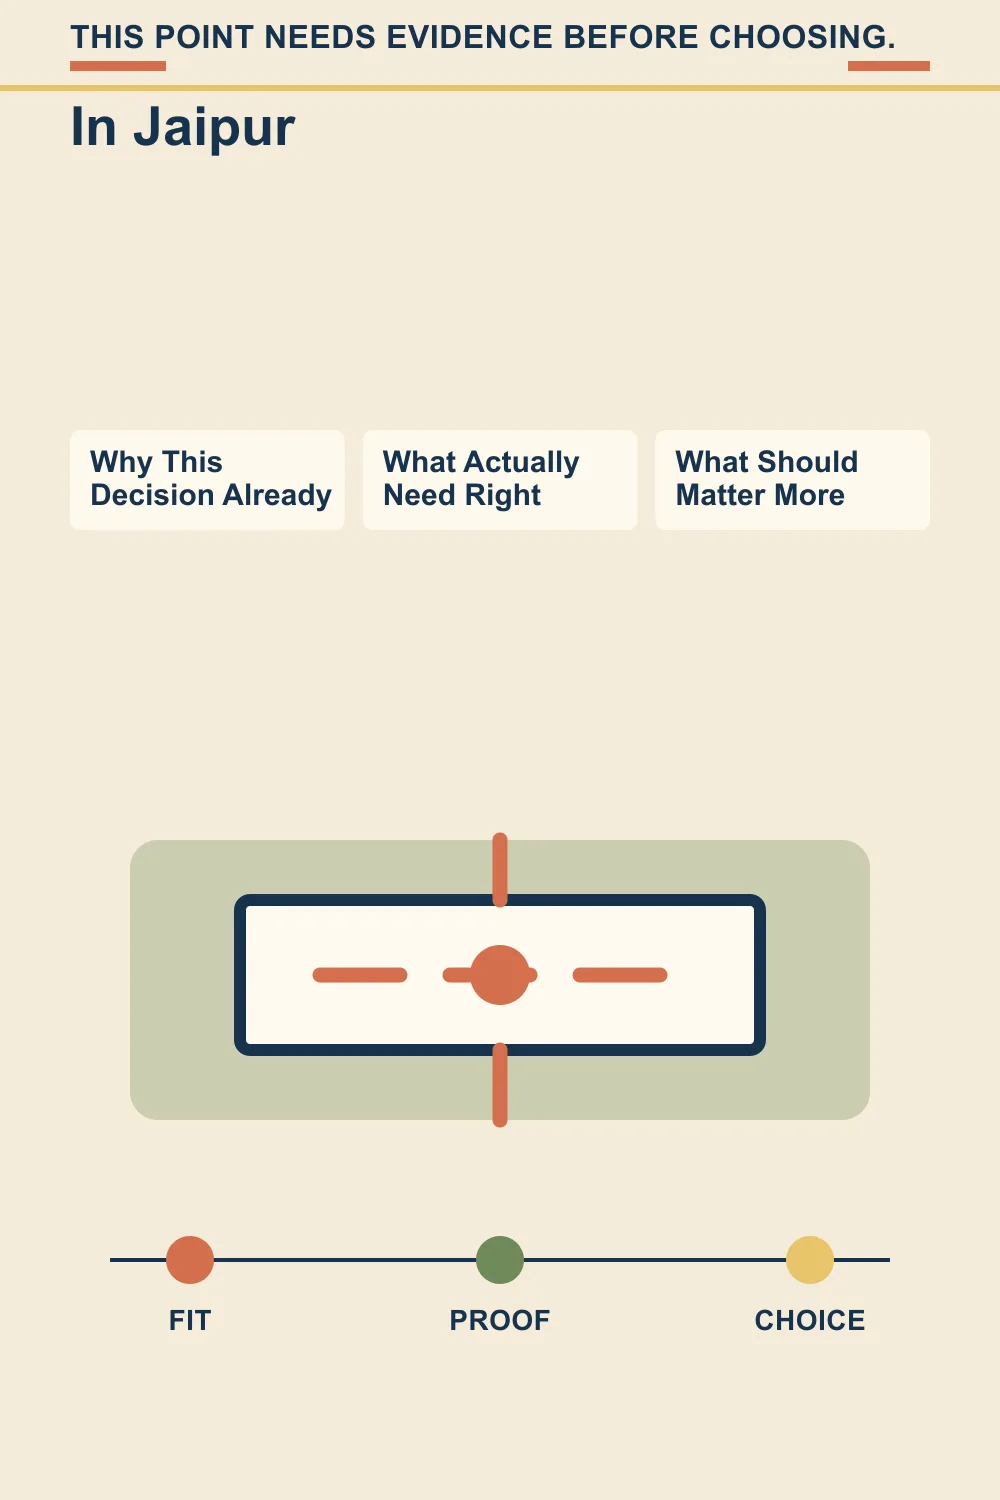 THIS POINT NEEDS EVIDENCE BEFORE CHOOSING.
In Jaipur
Why This
Decision Already
What Actually
Need Right
What Should
Matter More
FIT
PROOF
CHOICE